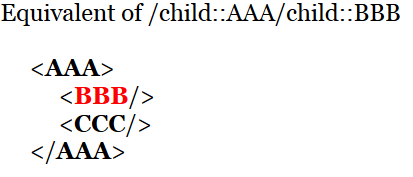 Equivalent of /child::AAA/child::BBB
<AAA>
<BBB/>
<CCC/>
</AAA>